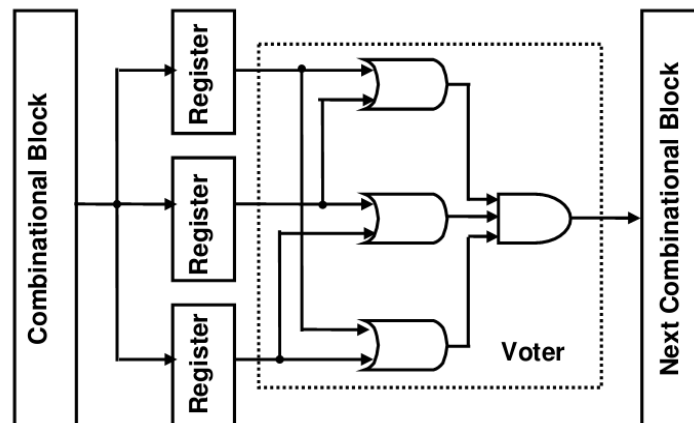 Combinational Block
Register
Register
Register
Voter
Next Combinational Block